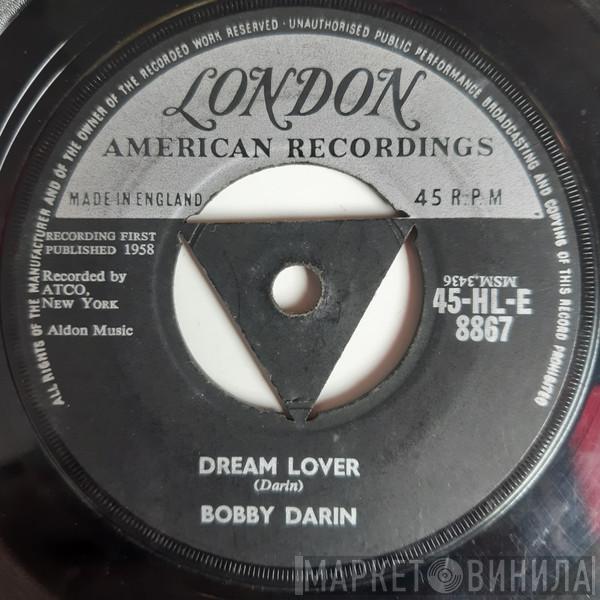 ALL RIGHTS OF THE MANUFACTURER AND OF THE OWNER OF THE RECORDED WORK RESERVED · UNAUTHORISED PUBLIC PERFORMANCE BROADCASTING AND COPYING OF THIS RECORD PROHIBITED
LONDON
AMERICAN RECORDINGS
MADE IN ENGLAND
45 R.P.M
RECORDING FIRST
PUBLISHED 1958
Recorded by
ATCO,
New York
Aldon Music
MSM.3436
45-HL-E
8867
DREAM LOVER
(Darin)
BOBBY DARIN
МАРКЕТ ВИНИЛА